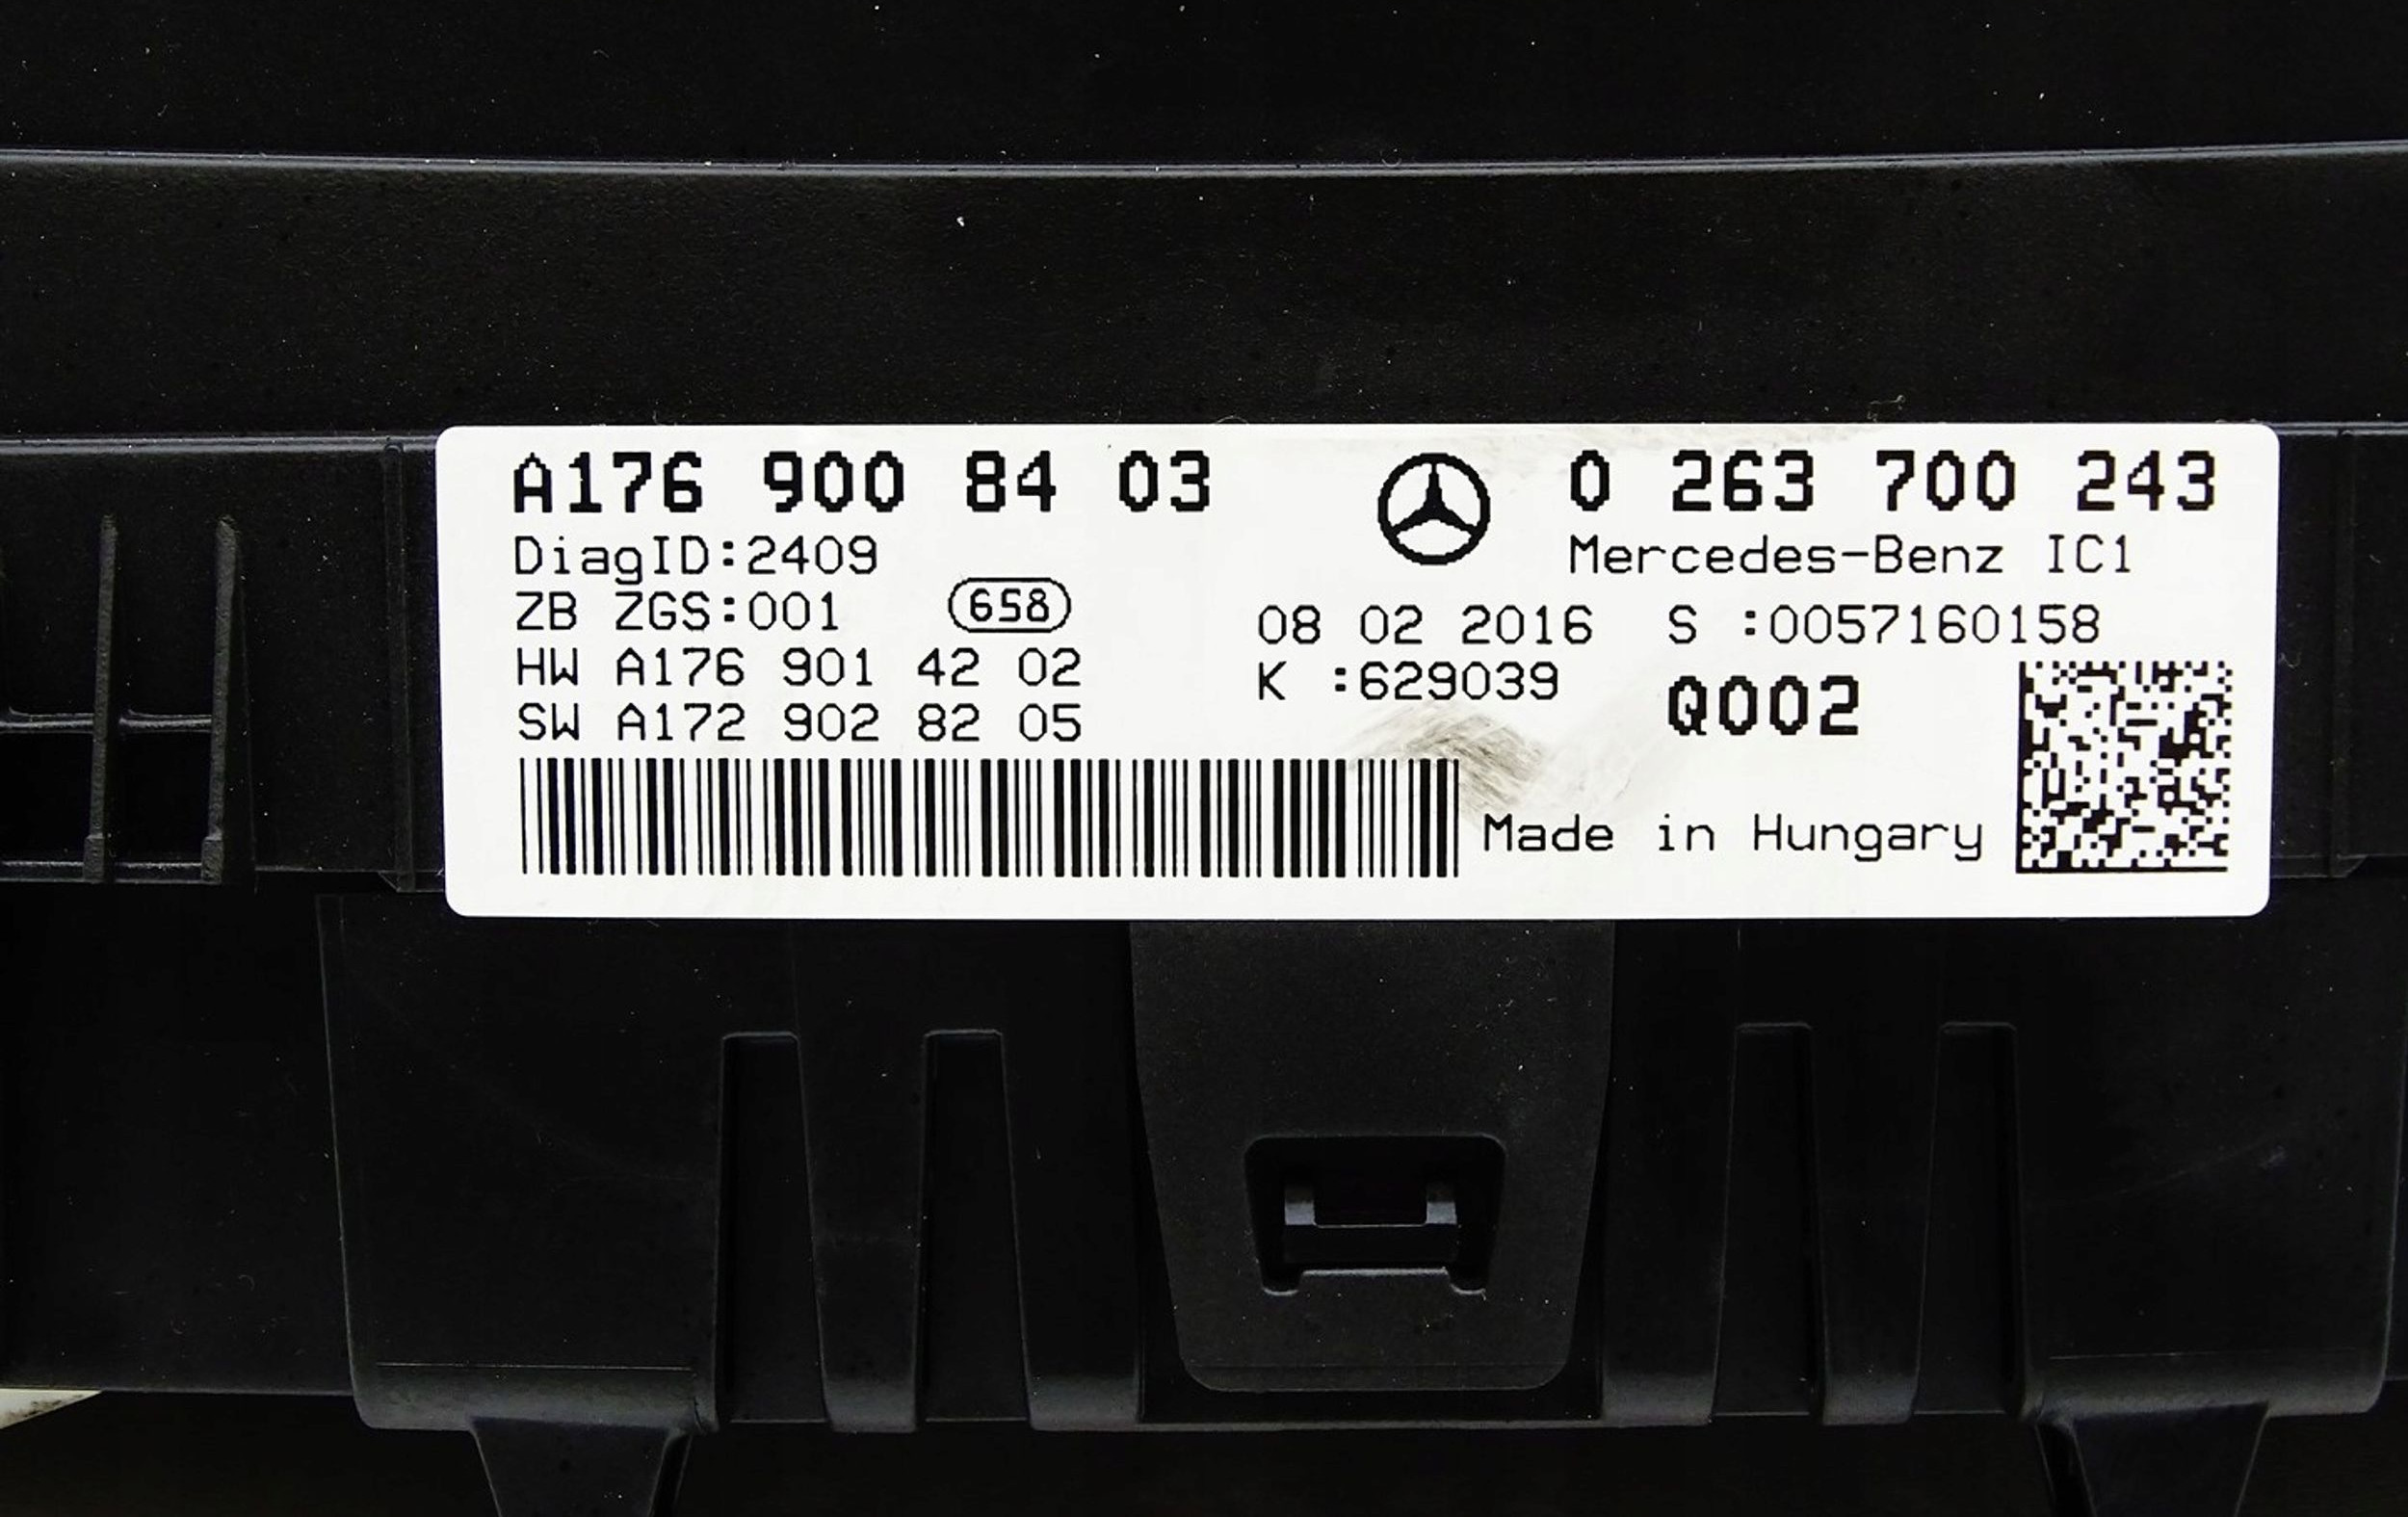 A176 900 84 03
DiagID:2409
ZB ZGS:001 658
HW A176 901 42 02
SW A172 902 82 05
0 263 700 243
Mercedes-Benz IC1
08 02 2016 S :0057160158
K :629039
Q002
Made in Hungary